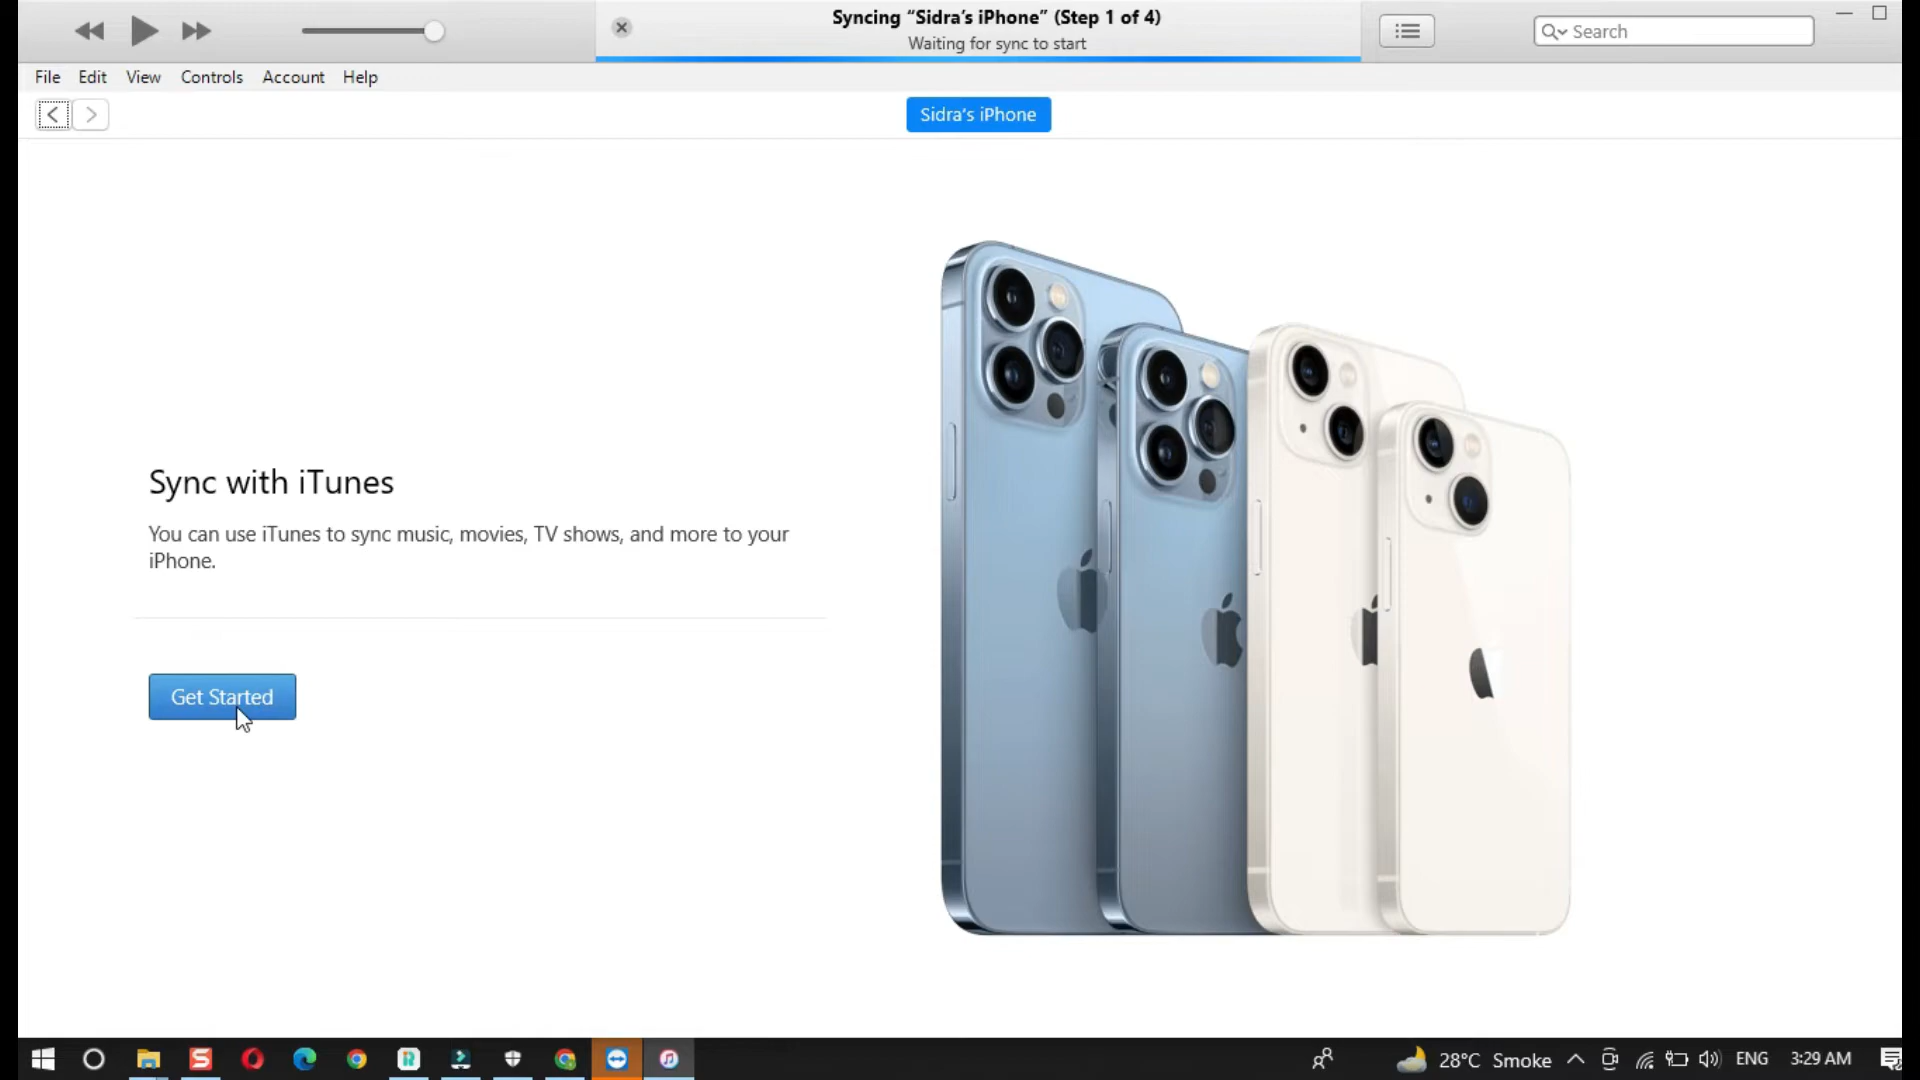 Syncing “Sidra’s iPhone” (Step 1 of 4)
Waiting for sync to start
Search
File Edit View Controls Account Help
Sidra’s iPhone
Sync with iTunes
You can use iTunes to sync music, movies, TV shows, and more to your
iPhone.
Get Started
28°C Smoke ENG 3:29 AM